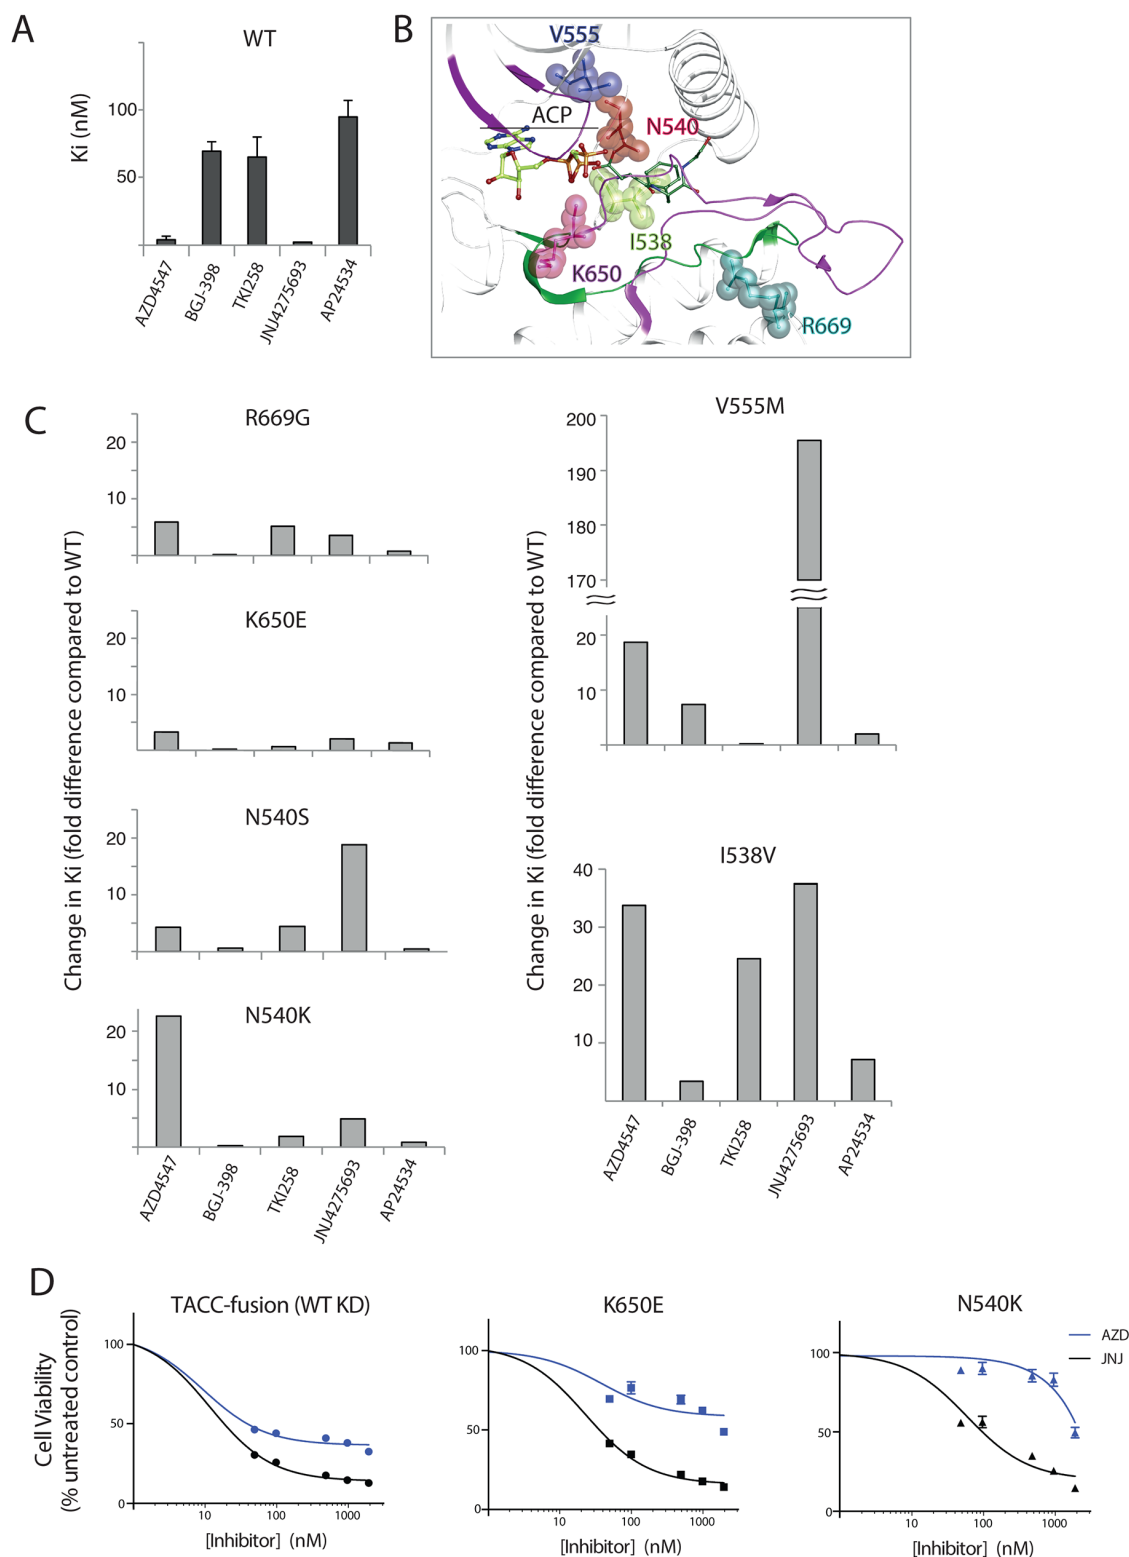 A
WT
Ki (nM)
100
50
AZD4547
BGJ-398
TKI258
JNJ4275693
AP24534
B
V555
ACP
N540
I538
K650
R669
C
Change in Ki (fold difference compared to WT)
R669G
20
10
K650E
20
10
N540S
20
10
N540K
20
10
AZD4547
BGJ-398
TKI258
JNJ4275693
AP24534
Change in Ki (fold difference compared to WT)
V555M
200
190
180
170
20
10
I538V
40
30
20
10
AZD4547
BGJ-398
TKI258
JNJ4275693
AP24534
D
Cell Viability
(% untreated control)
TACC-fusion (WT KD)
100
50
0
10
100
1000
[Inhibitor] (nM)
K650E
100
50
0
10
100
1000
[Inhibitor] (nM)
N540K
100
50
0
10
100
1000
[Inhibitor] (nM)
AZD
JNJ